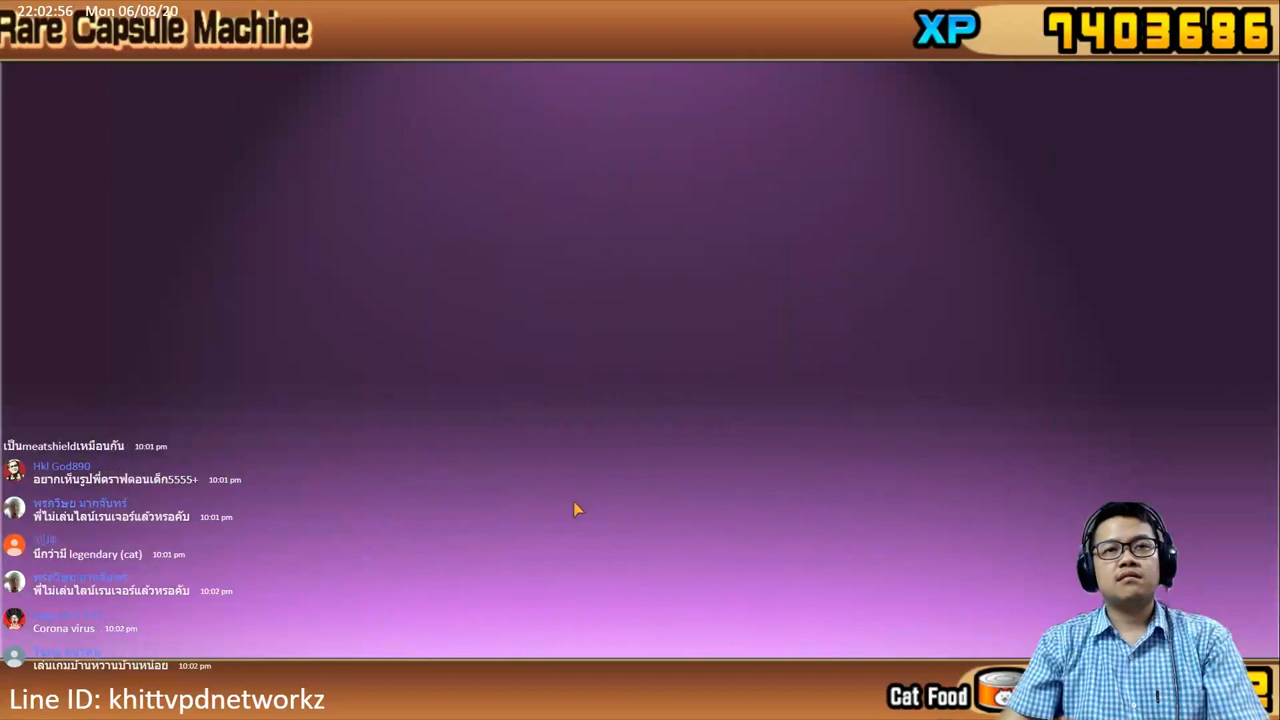 22:02:56 Mon 06/08/20
Rare Capsule Machine
XP 7403686
เป็นmeatshieldเหมือนกัน 10:01 pm
Hkl God890
อยากเห็นรูปพี่ดราฟตอนเด็ก5555+ 10:01 pm
พี่ไม่เล่นไลน์เรนเจอร์แล้วหรอคับ 10:01 pm
นึกว่ามี legendary (cat) 10:01 pm
พี่ไม่เล่นไลน์เรนเจอร์แล้วหรอคับ 10:02 pm
Corona virus 10:02 pm
เล่นเกมบ้านหวานบ้านหน่อย 10:02 pm
Line ID: khittvpdnetworkz
Cat Food